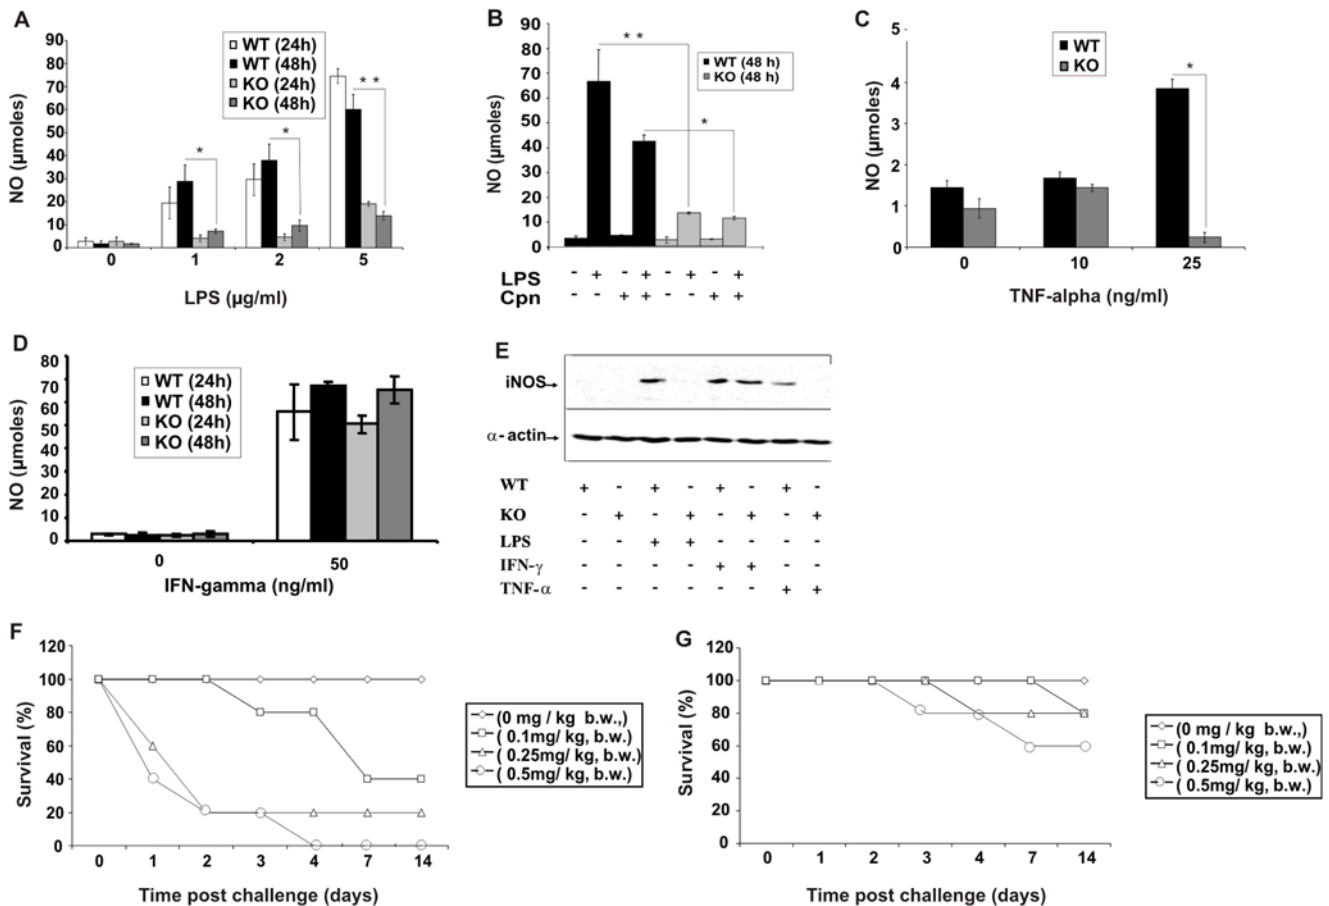 A
90
80
70
60
50
40
30
20
10
0
NO (µmoles)
WT (24h)
WT (48h)
KO (24h)
KO (48h)
*
*
* *
0 1 2 5
LPS (µg/ml)
B
90
80
70
60
50
40
30
20
10
0
NO (µmoles)
WT (48 h)
KO (48 h)
* *
*
LPS - + - + - + - +
Cpn - - + + - - + +
C
5
4
3
2
1
0
NO (µmoles)
WT
KO
*
0 10 25
TNF-alpha (ng/ml)
D
80
70
60
50
40
30
20
10
0
NO (µmoles)
WT (24h)
WT (48h)
KO (24h)
KO (48h)
0 50
IFN-gamma (ng/ml)
E
iNOS
α- actin
WT + - + - + - + -
KO - + - + - + - +
LPS - - + + - - - -
IFN-γ - - - - + + - -
TNF- α - - - - - - + +
F
120
100
80
60
40
20
0
Survival (%)
(0 mg / kg b.w.,)
( 0.1mg/ kg, b.w.)
( 0.25mg/ kg, b.w.)
( 0.5mg/ kg, b.w.)
0 1 2 3 4 7 14
Time post challenge (days)
G
120
100
80
60
40
20
0
Survival (%)
(0 mg / kg b.w.,)
( 0.1mg/ kg, b.w.)
( 0.25mg/ kg, b.w.)
( 0.5mg/ kg, b.w.)
0 1 2 3 4 7 14
Time post challenge (days)